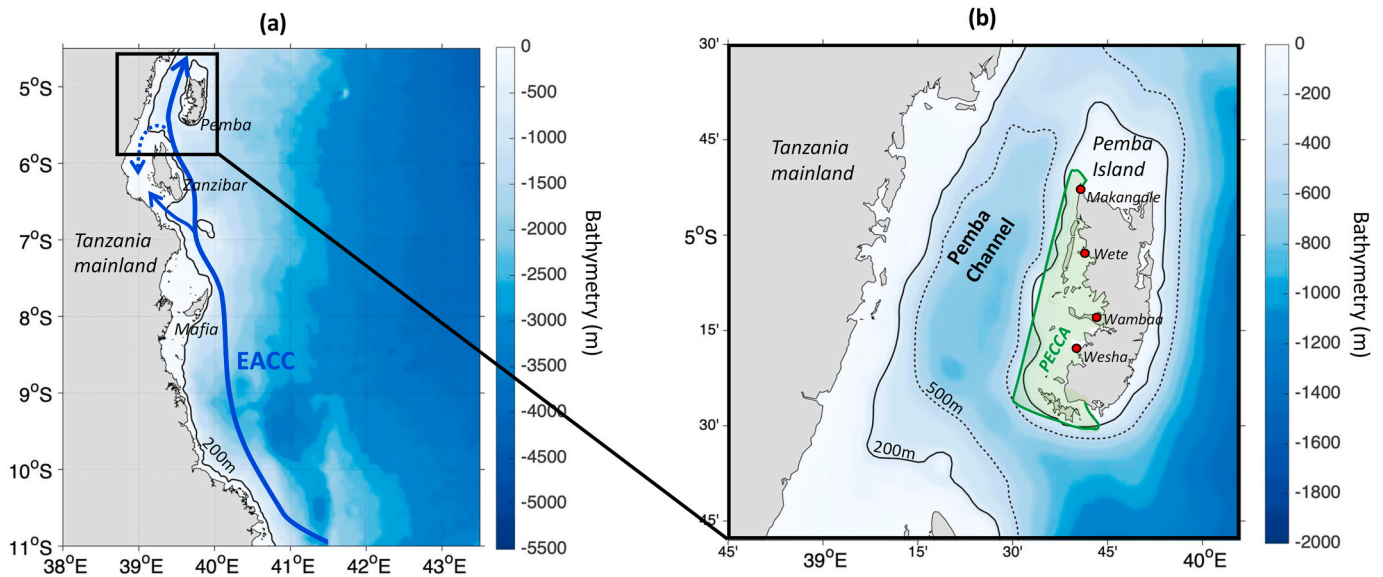 (a)
5°S
6°S
7°S
8°S
9°S
10°S
11°S
38°E
39°E
40°E
41°E
42°E
43°E
Pemba
Zanzibar
Tanzania
mainland
Mafia
EACC
200m
0
-500
-1000
-1500
-2000
-2500
-3000
-3500
-4000
-4500
-5000
-5500
Bathymetry (m)
(b)
30'
45'
5°S
15'
30'
45'
45'
39°E
15'
30'
45'
40°E
Tanzania
mainland
Pemba
Island
Makangale
Pemba
Channel
Wete
Wambaa
PECCA
Wesha
500m
200m
0
-200
-400
-600
-800
-1000
-1200
-1400
-1600
-1800
-2000
Bathymetry (m)